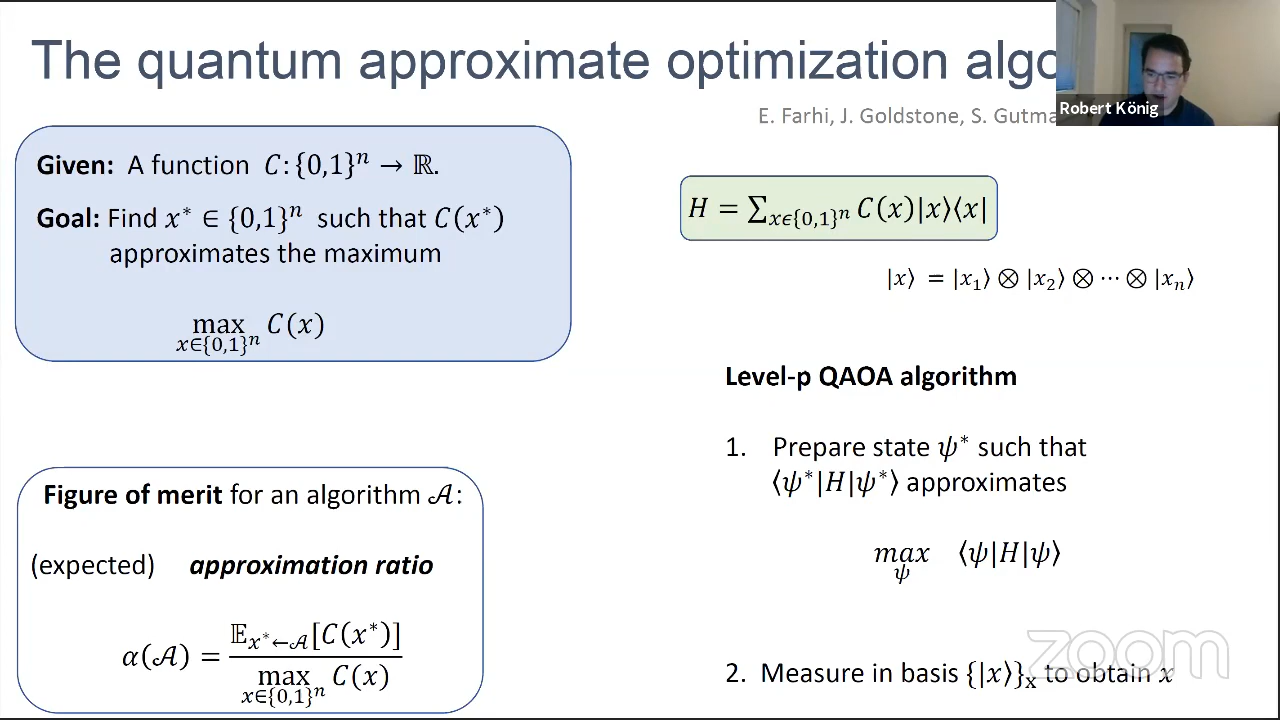 The quantum approximate optimization algo
Robert König
E. Farhi, J. Goldstone, S. Gutma
Given: A function C:{0,1}ⁿ → ℝ.
Goal: Find x* ∈ {0,1}ⁿ such that C(x*)
approximates the maximum
max C(x)
x∈{0,1}ⁿ
H = ∑_{x∈{0,1}ⁿ} C(x)|x⟩⟨x|
|x⟩ = |x₁⟩ ⊗ |x₂⟩ ⊗ ⋯ ⊗ |xₙ⟩
Figure of merit for an algorithm 𝒜:
(expected) approximation ratio
α(𝒜) = 𝔼_{x*←𝒜}[C(x*)] / max_{x∈{0,1}ⁿ} C(x)
Level-p QAOA algorithm
1. Prepare state ψ* such that
⟨ψ*|H|ψ*⟩ approximates
max ⟨ψ|H|ψ⟩
ψ
2. Measure in basis {|x⟩}ₓ to obtain x
zoom